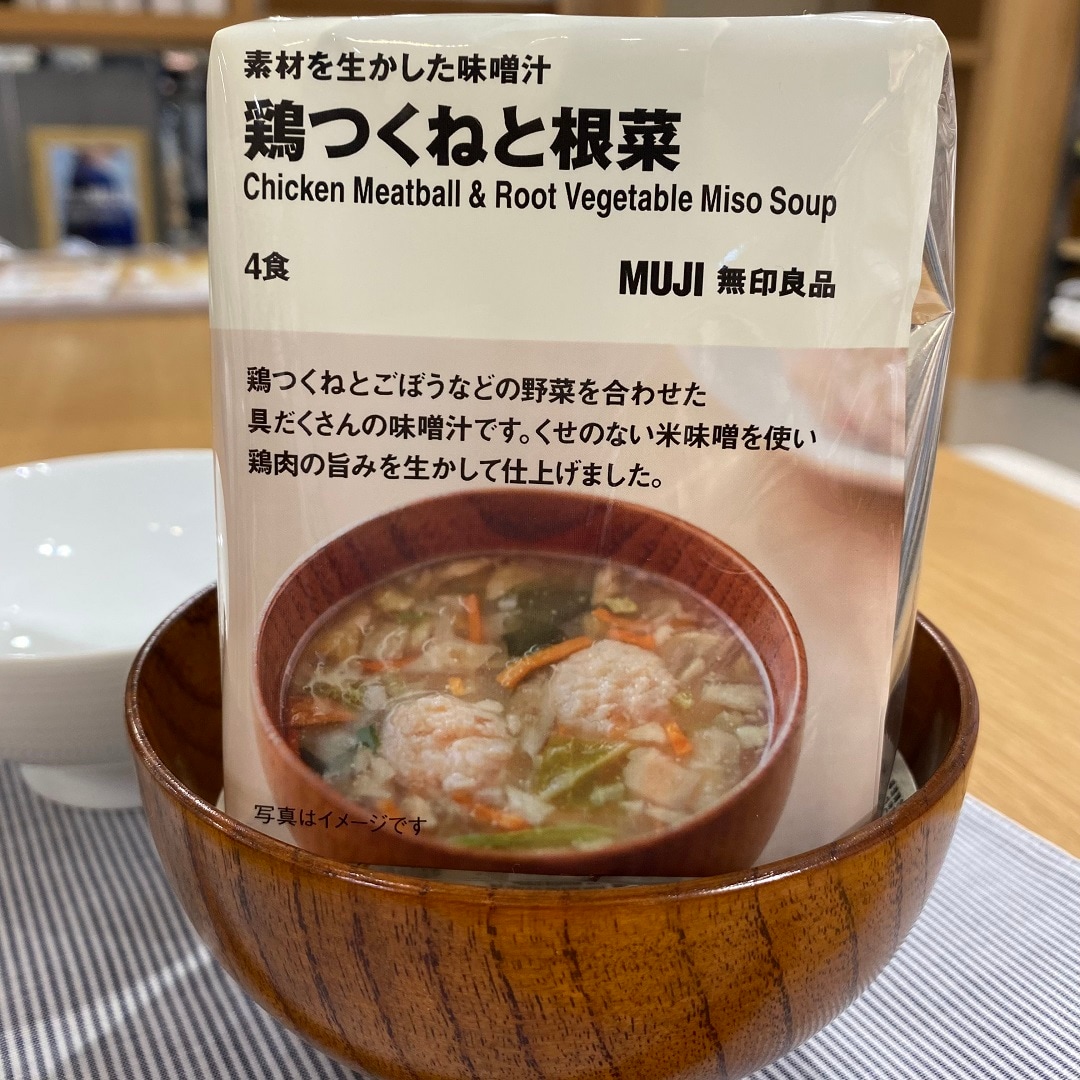 素材を生かした味噌汁
鶏つくねと根菜
Chicken Meatball & Root Vegetable Miso Soup
4食
MUJI 無印良品
鶏つくねとごぼうなどの野菜を合わせた
具だくさんの味噌汁です。くせのない米味噌を使い
鶏肉の旨みを生かして仕上げました。
写真はイメージです